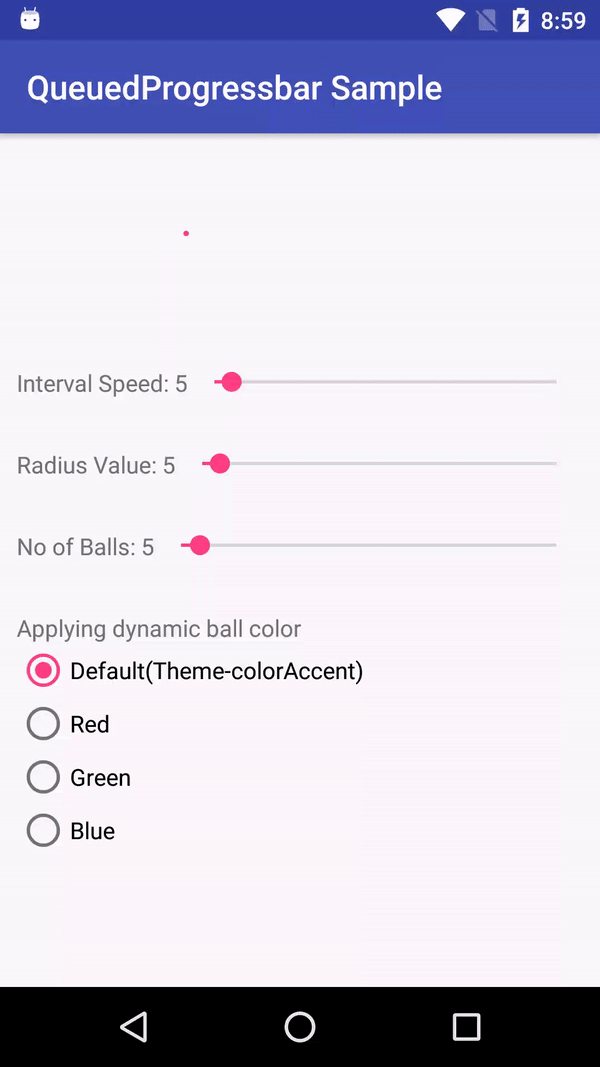 8:59
QueuedProgressbar Sample
Interval Speed: 5
Radius Value: 5
No of Balls: 5
Applying dynamic ball color
Default(Theme-colorAccent)
Red
Green
Blue